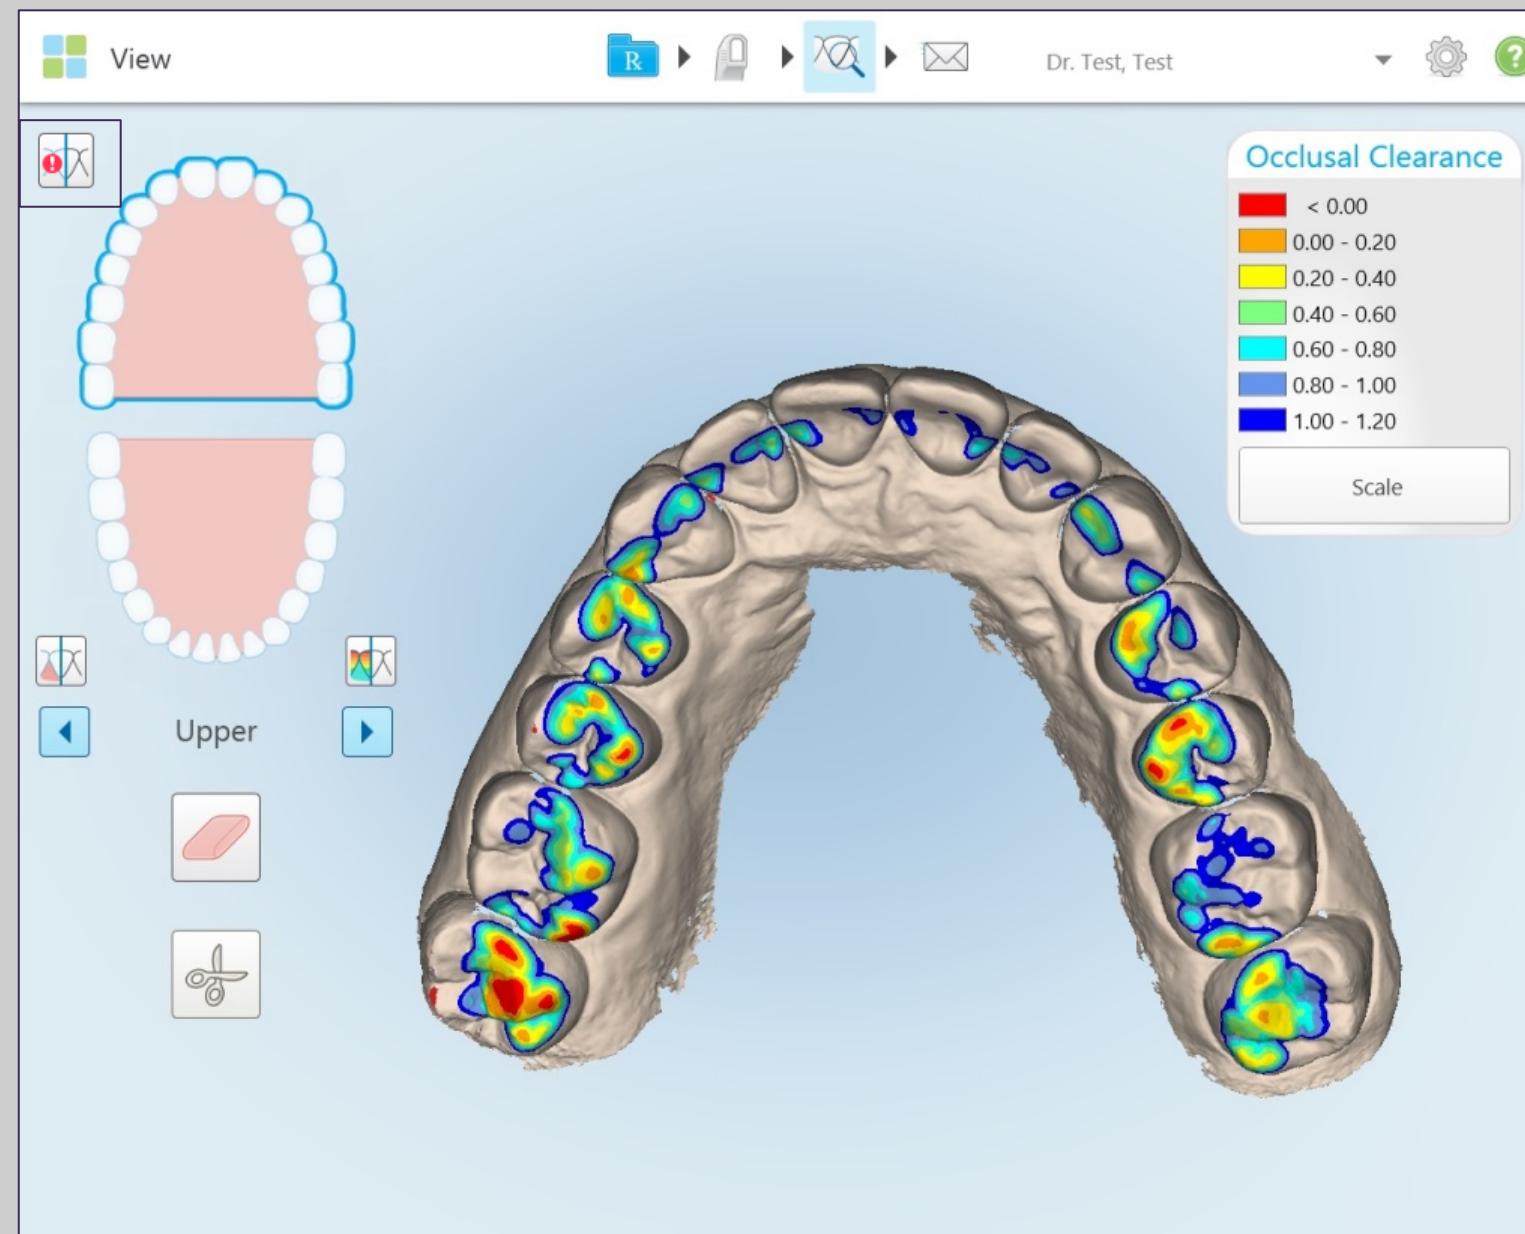 View
R
Dr. Test, Test
?
!
Occlusal Clearance
< 0.00
0.00 - 0.20
0.20 - 0.40
0.40 - 0.60
0.60 - 0.80
0.80 - 1.00
1.00 - 1.20
Scale
Upper